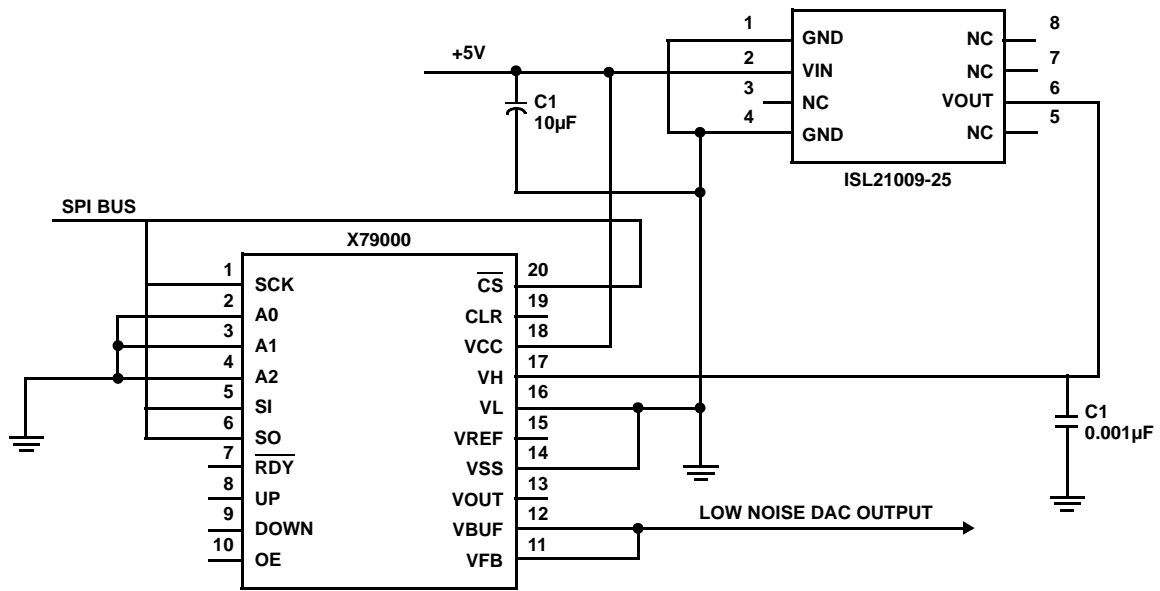 +5V
C1
10µF
1
GND
2
VIN
3
NC
4
GND
8
NC
7
NC
6
VOUT
5
NC
ISL21009-25
SPI BUS
X79000
1
SCK
2
A0
3
A1
4
A2
5
SI
6
SO
7
RDY
8
UP
9
DOWN
10
OE
20
CS
19
CLR
18
VCC
17
VH
16
VL
15
VREF
14
VSS
13
VOUT
12
VBUF
11
VFB
C1
0.001µF
LOW NOISE DAC OUTPUT